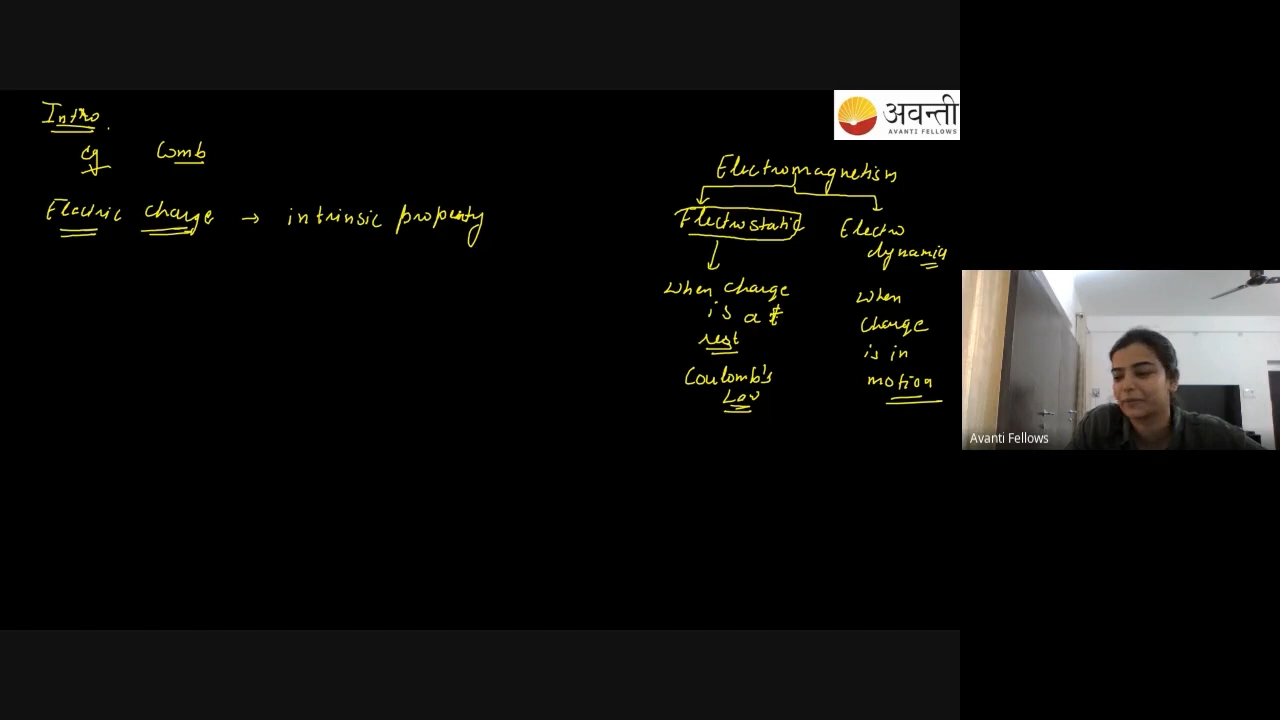 Intro.
eg Comb
Electric charge → intrinsic property
अवन्ती
AVANTI FELLOWS
Electromagnetism
Electrostatic
When charge
is at
rest
Coulomb's
Law
Electro
dynamics
When
charge
is in
motion
Avanti Fellows